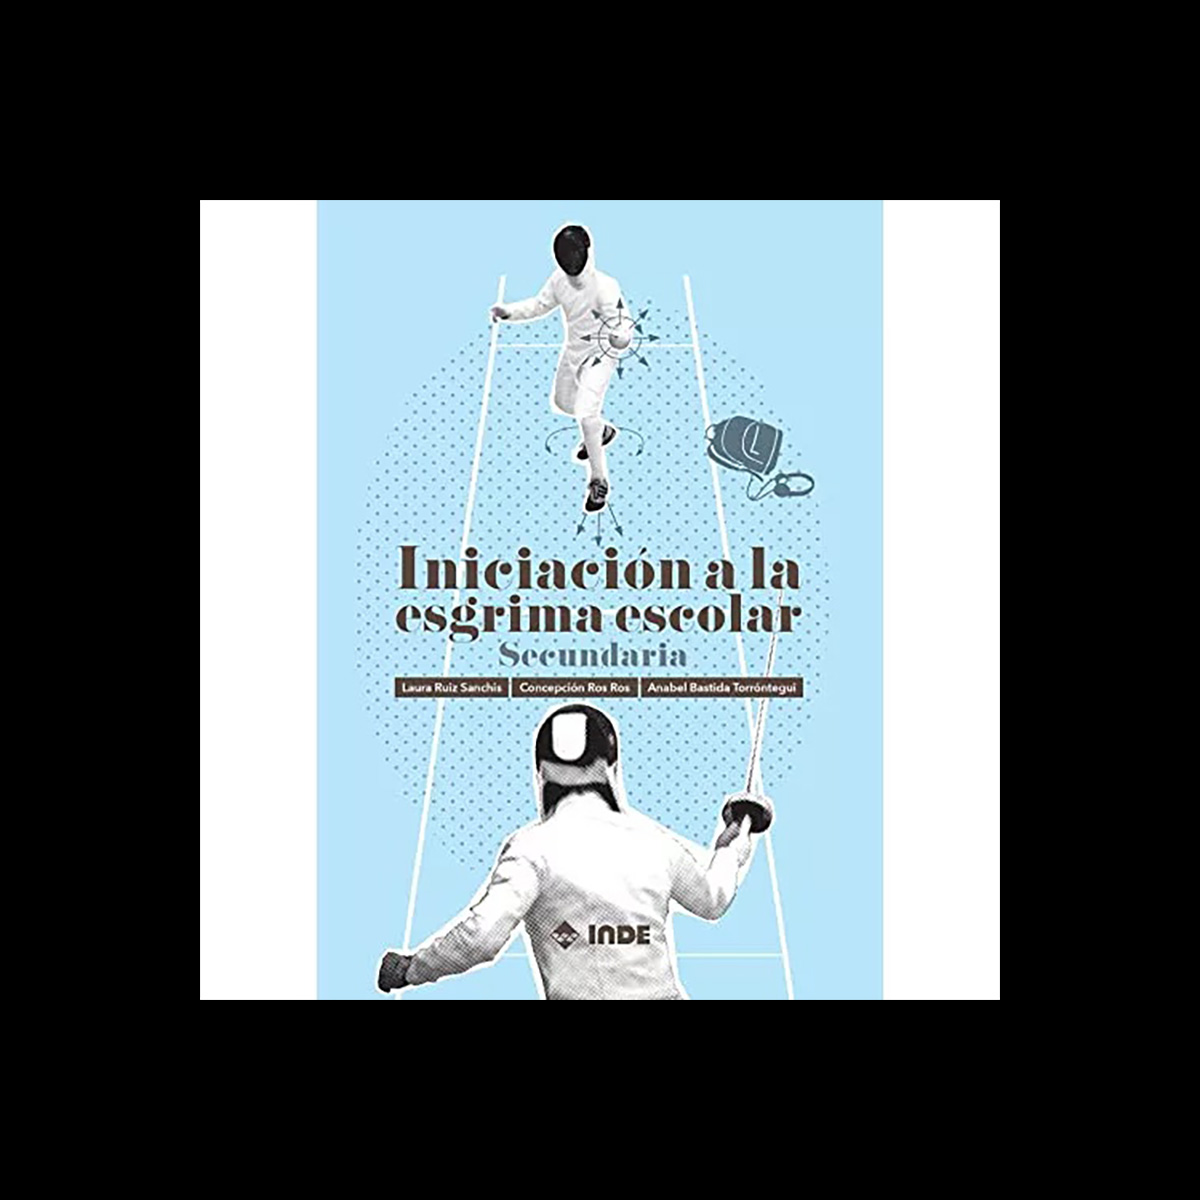 Iniciación a la
esgrima escolar
Secundaria
Laura Ruiz Sanchis Concepción Ros Ros Anabel Bastida Torróntegui
INDE